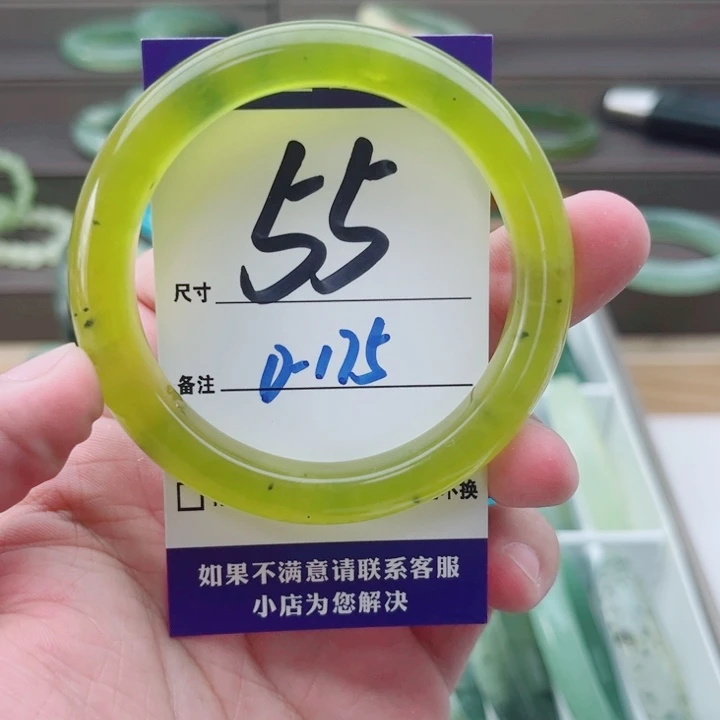 55
尺寸
备注 D-175
不换
如果不满意请联系客服
小店为您解决